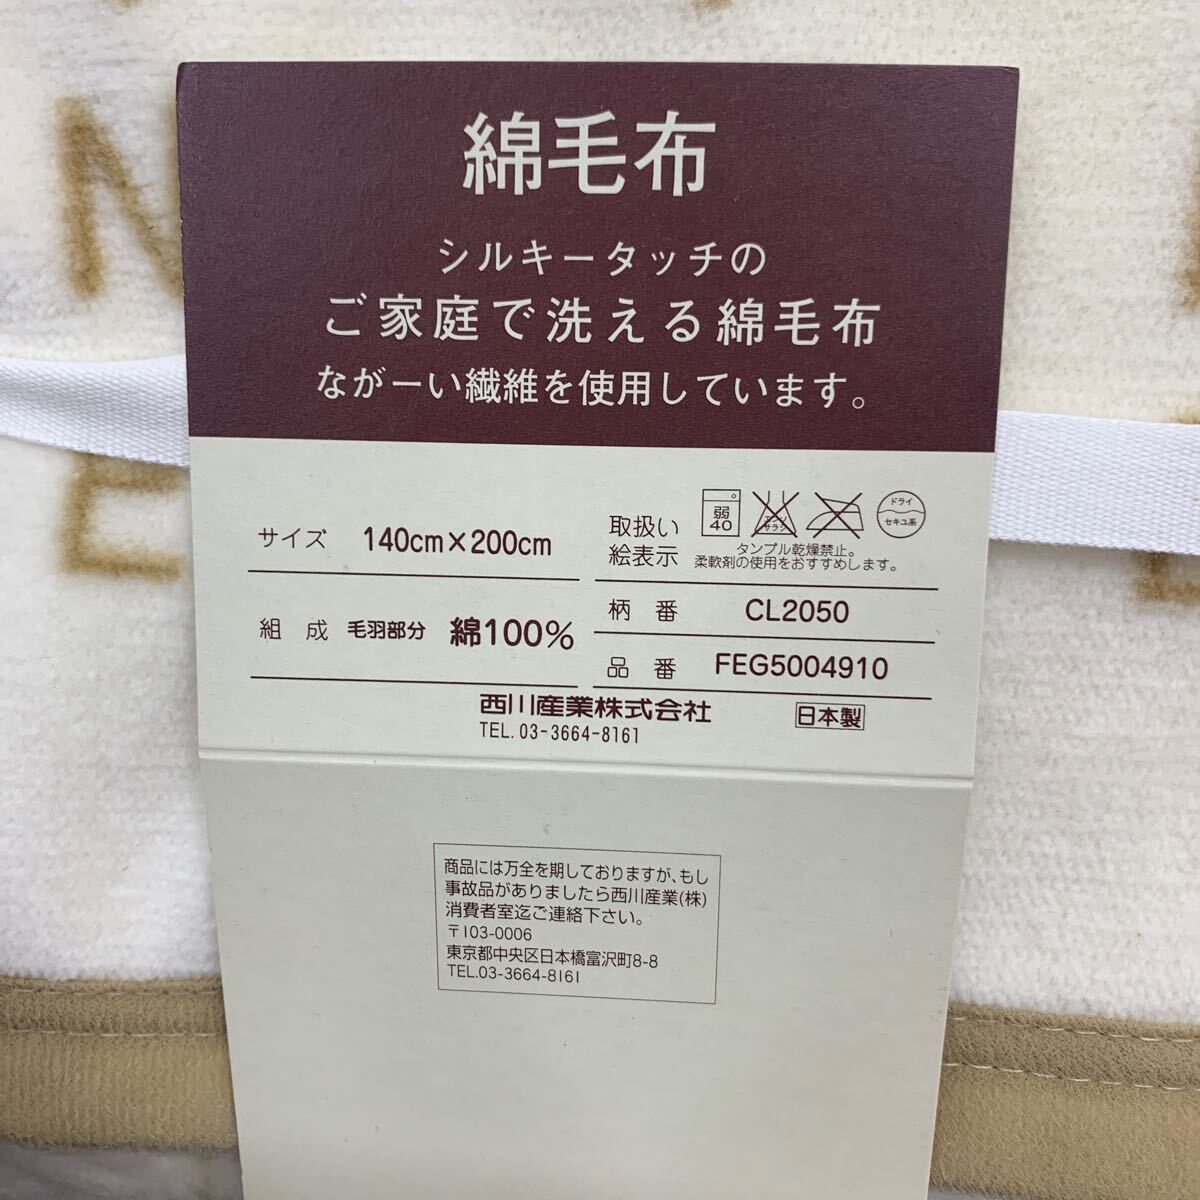 綿毛布
シルキータッチの
ご家庭で洗える綿毛布
ながーい繊維を使用しています。
サイズ 140cm×200cm
組成 毛羽部分 綿100%
取扱い
絵表示
弱
40
エンソ
サラシ
ドライ
セキユ系
タンブル乾燥禁止。
柔軟剤の使用をおすすめします。
柄番 CL2050
品番 FEG5004910
西川産業株式会社 日本製
TEL. 03-3664-8161
商品には万全を期しておりますが、もし
事故品がありましたら西川産業(株)
消費者室迄ご連絡下さい。
〒103-0006
東京都中央区日本橋富沢町8-8
TEL.03-3664-8161
N
E